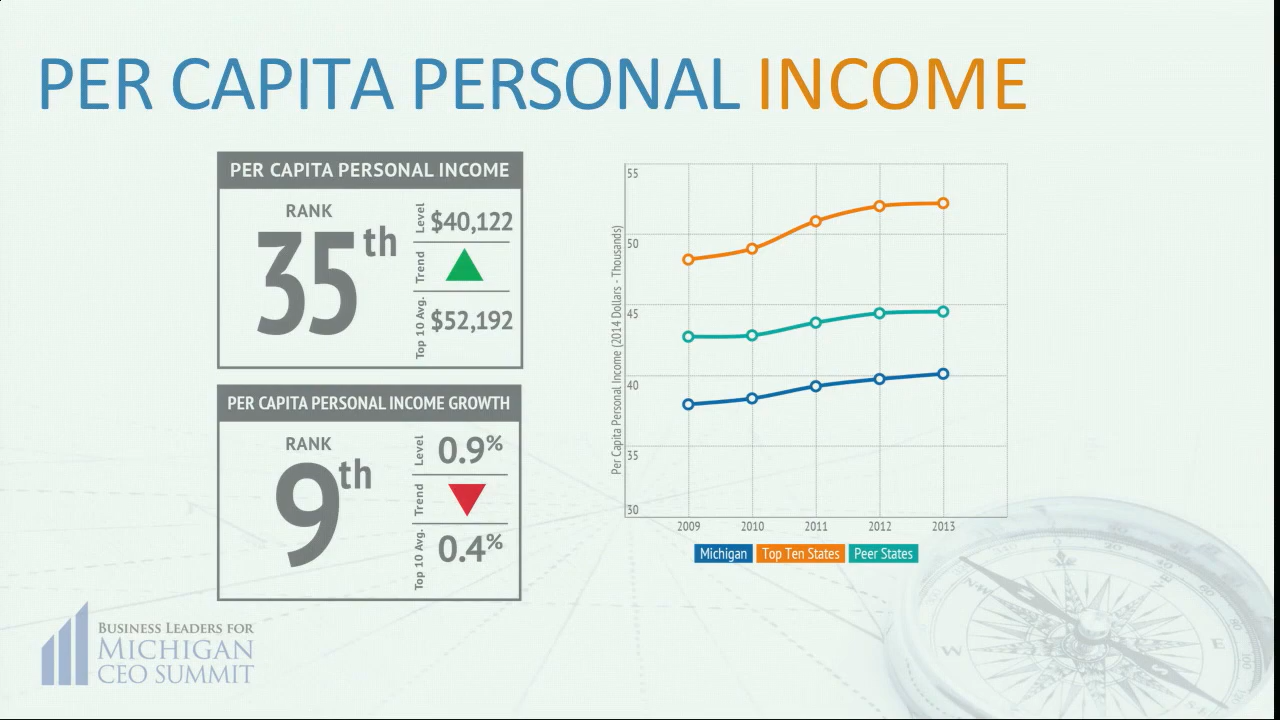 PER CAPITA PERSONAL INCOME
PER CAPITA PERSONAL INCOME
RANK
35th
Level
$40,122
Trend
Top 10 Avg.
$52,192
PER CAPITA PERSONAL INCOME GROWTH
RANK
9th
Level
0.9%
Trend
Top 10 Avg.
0.4%
Per Capita Personal Income (2014 Dollars - Thousands)
55
50
45
40
35
30
2009 2010 2011 2012 2013
Michigan Top Ten States Peer States
BUSINESS LEADERS FOR
MICHIGAN
CEO SUMMIT
W
E